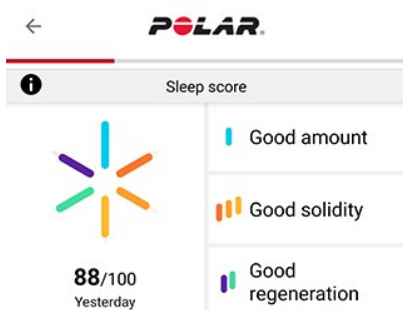 POLAR.
Sleep score
Good amount
Good solidity
Good
regeneration
88/100
Yesterday